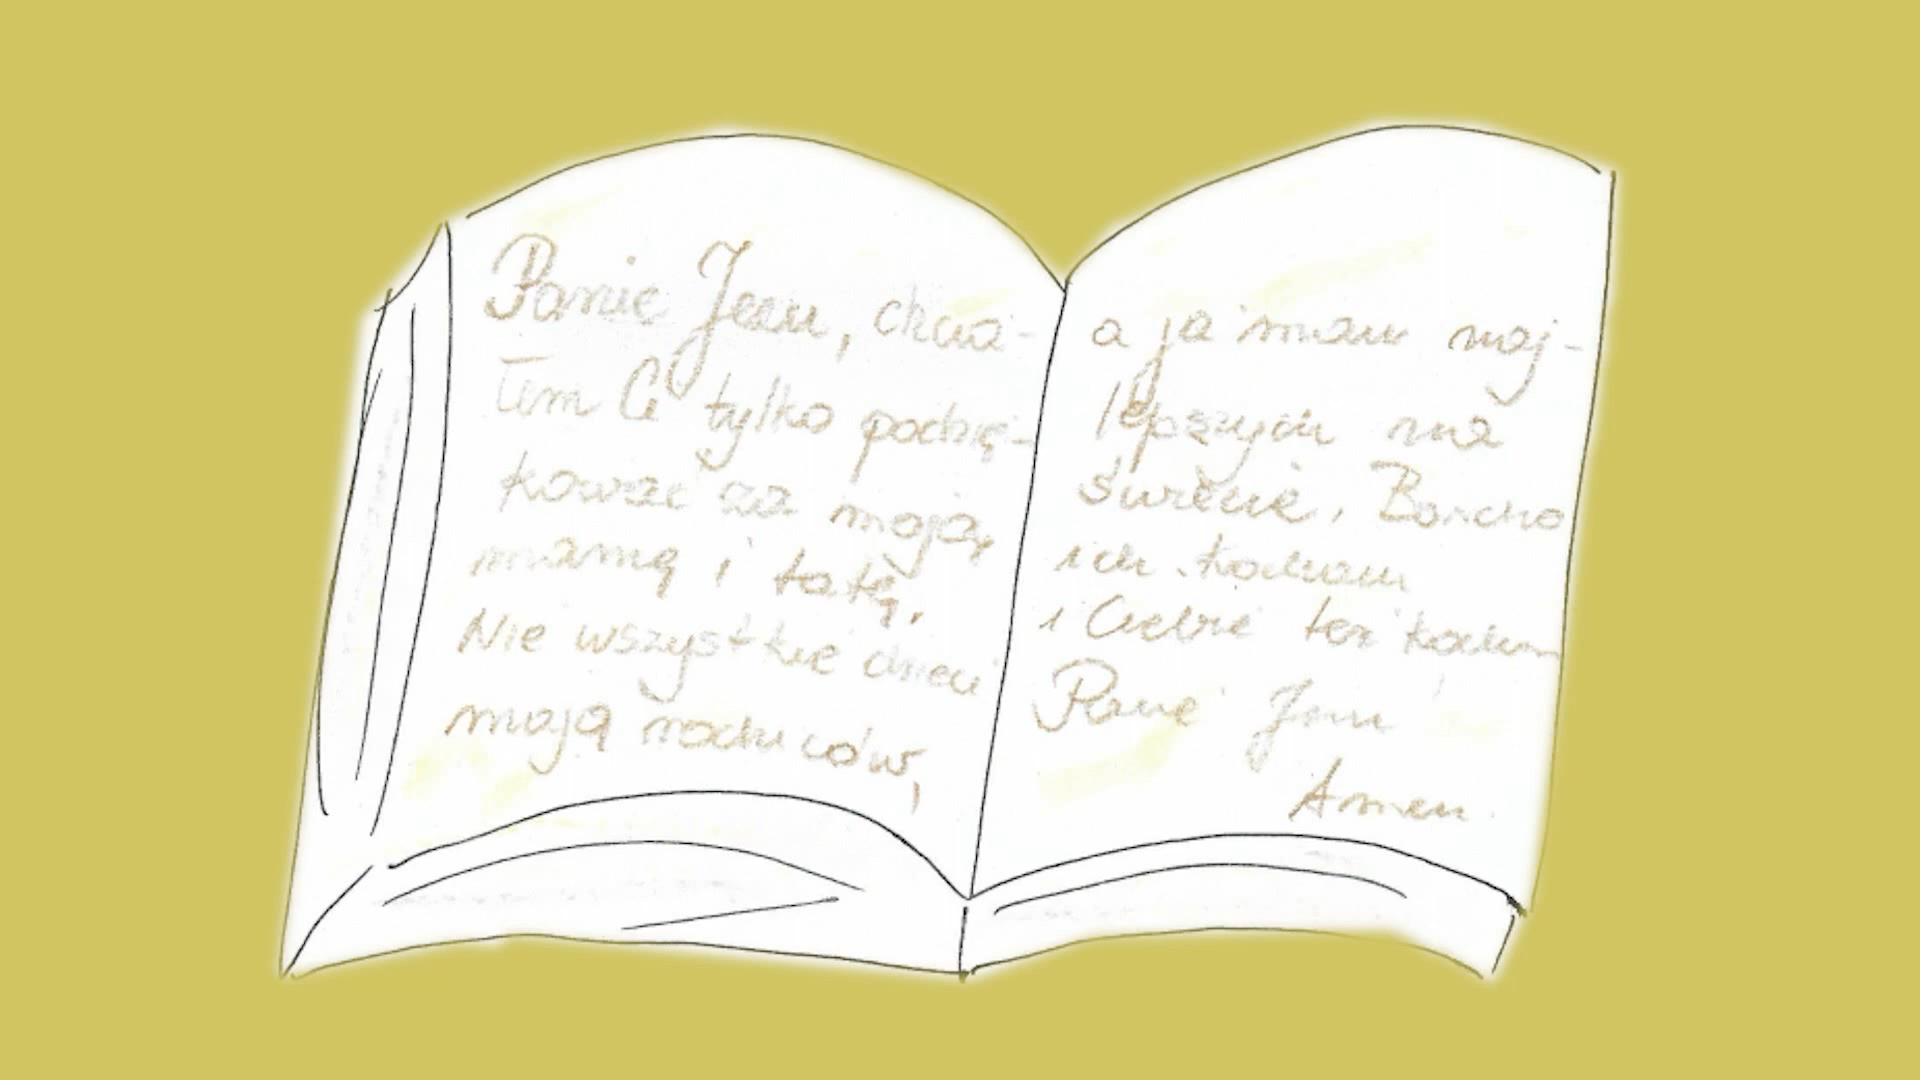 Panie Jezu, chcia-
łem Ci tylko podzię-
kować za moją
mamę i tatę.
Nie wszystkie dzieci
mają rodziców,
a ja mam naj-
lepszych na
świecie. Bardzo
ich kocham
i Ciebie też kocham
Panie Jezu
Amen.